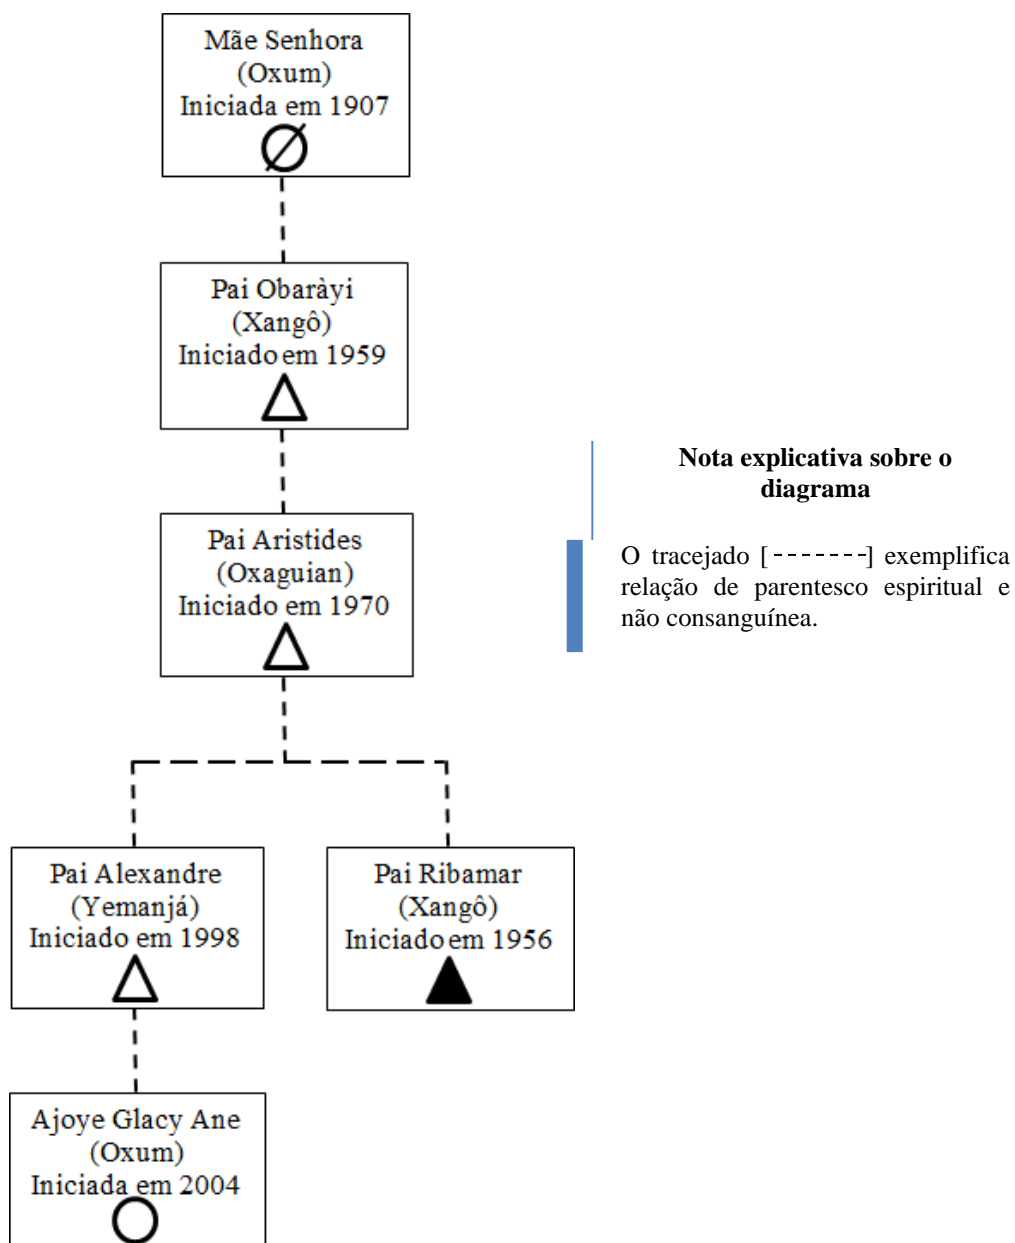 Mãe Senhora
(Oxum)
Iniciada em 1907
Pai Obaràyi
(Xangô)
Iniciado em 1959
Pai Aristides
(Oxaguian)
Iniciado em 1970
Nota explicativa sobre o
diagrama
O tracejado [-------] exemplifica
relação de parentesco espiritual e
não consanguínea.
Pai Alexandre
(Yemanjá)
Iniciado em 1998
Pai Ribamar
(Xangô)
Iniciado em 1956
Ajoye Glacy Ane
(Oxum)
Iniciada em 2004